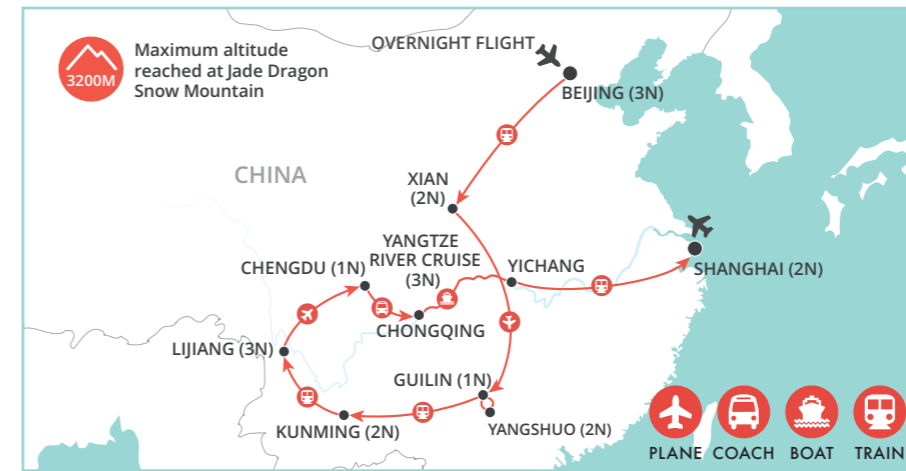 3200M
Maximum altitude
reached at Jade Dragon
Snow Mountain
OVERNIGHT FLIGHT
BEIJING (3N)
CHINA
XIAN
(2N)
YANGTZE
RIVER CRUISE
(3N)
CHENGDU (1N)
YICHANG
SHANGHAI (2N)
CHONGQING
LIJIANG (3N)
GUILIN (1N)
KUNMING (2N)
YANGSHUO (2N)
PLANE COACH BOAT TRAIN